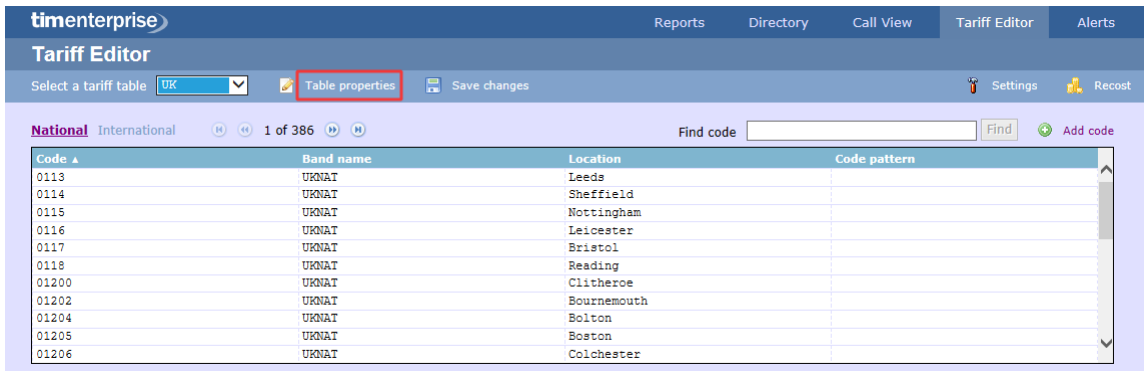 timenterprise Reports Directory Call View Tariff Editor Alerts
Tariff Editor
Select a tariff table UK Table properties Save changes Settings Recost
National International 1 of 386 Find code Find Add code
Code Band name Location Code pattern
0113 UKNAT Leeds
0114 UKNAT Sheffield
0115 UKNAT Nottingham
0116 UKNAT Leicester
0117 UKNAT Bristol
0118 UKNAT Reading
01200 UKNAT Clitheroe
01202 UKNAT Bournemouth
01204 UKNAT Bolton
01205 UKNAT Boston
01206 UKNAT Colchester